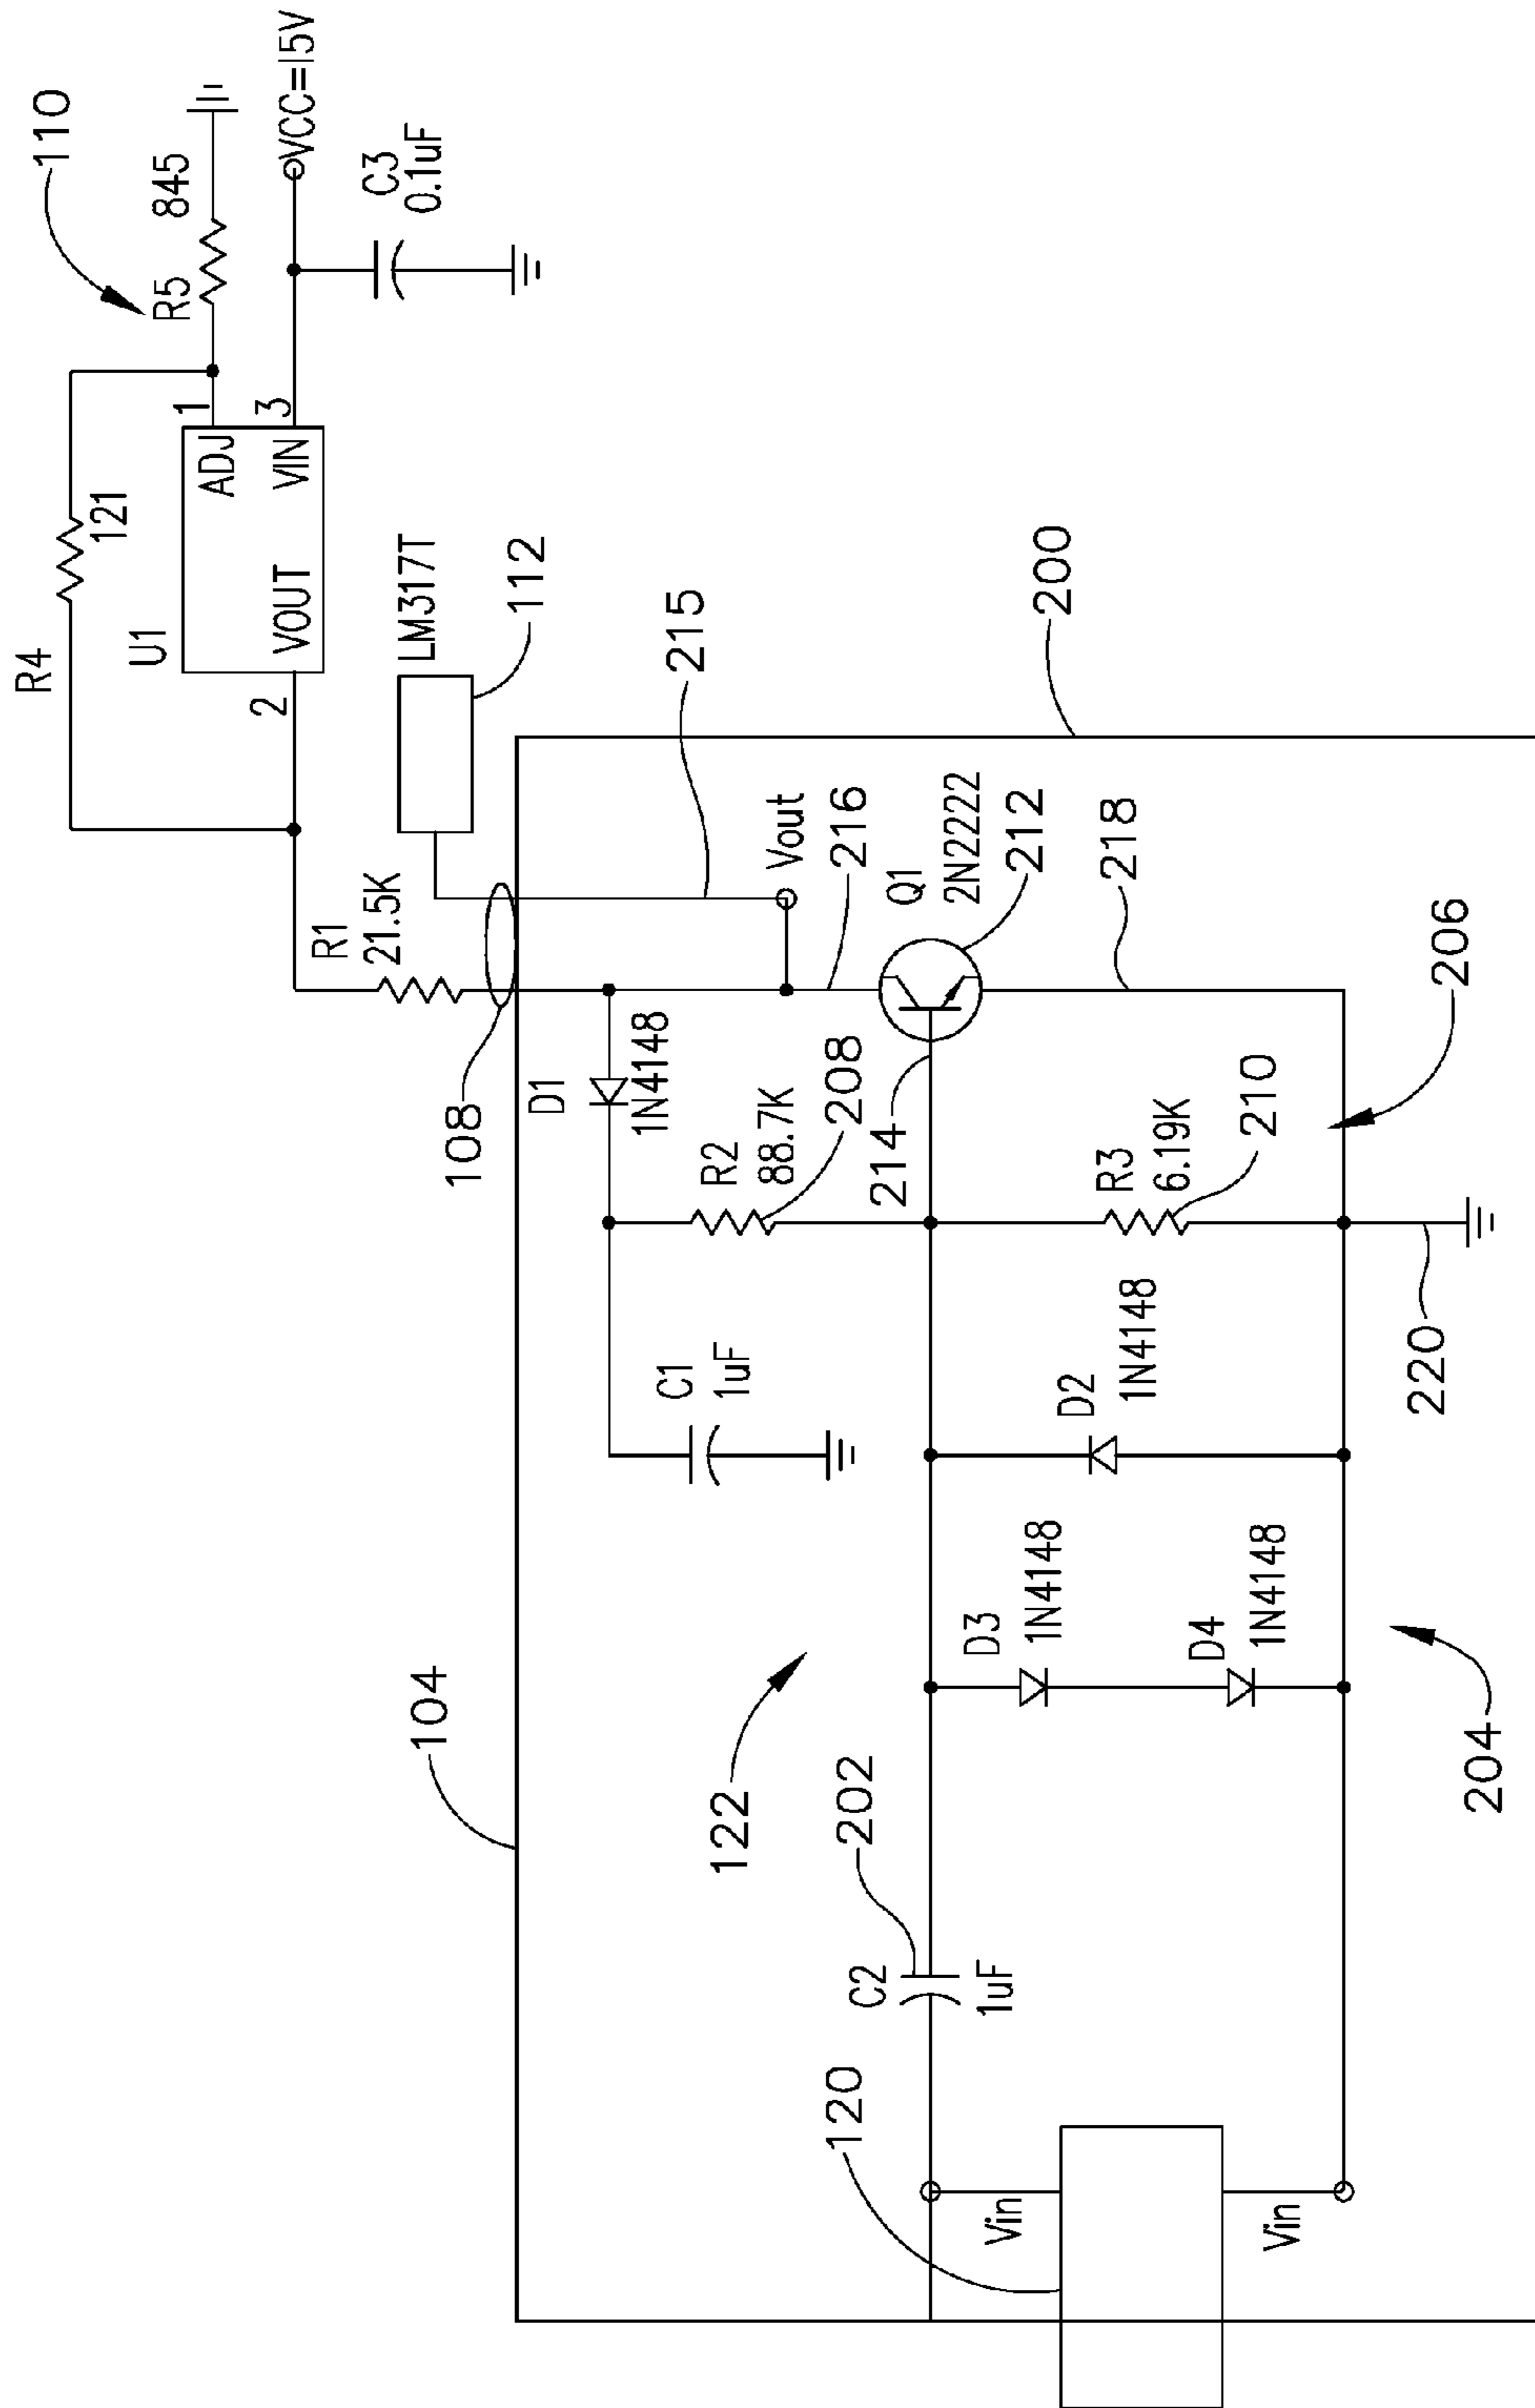 110
R4
121
R5 845
U1
ADJ
1
VOUT
VIN
2
3
VCC=15V
C3
0.1uF
R1
21.5K
LM317T
112
108
215
104
D1
1N4148
Vout
200
C1
1uF
R2
88.7K
208
216
122
214
Q1
2N2222
212
202
C2
1uF
D3
1N4148
D2
1N4148
R3
6.19K
210
218
120
Vin
D4
1N4148
Vin
206
220
204